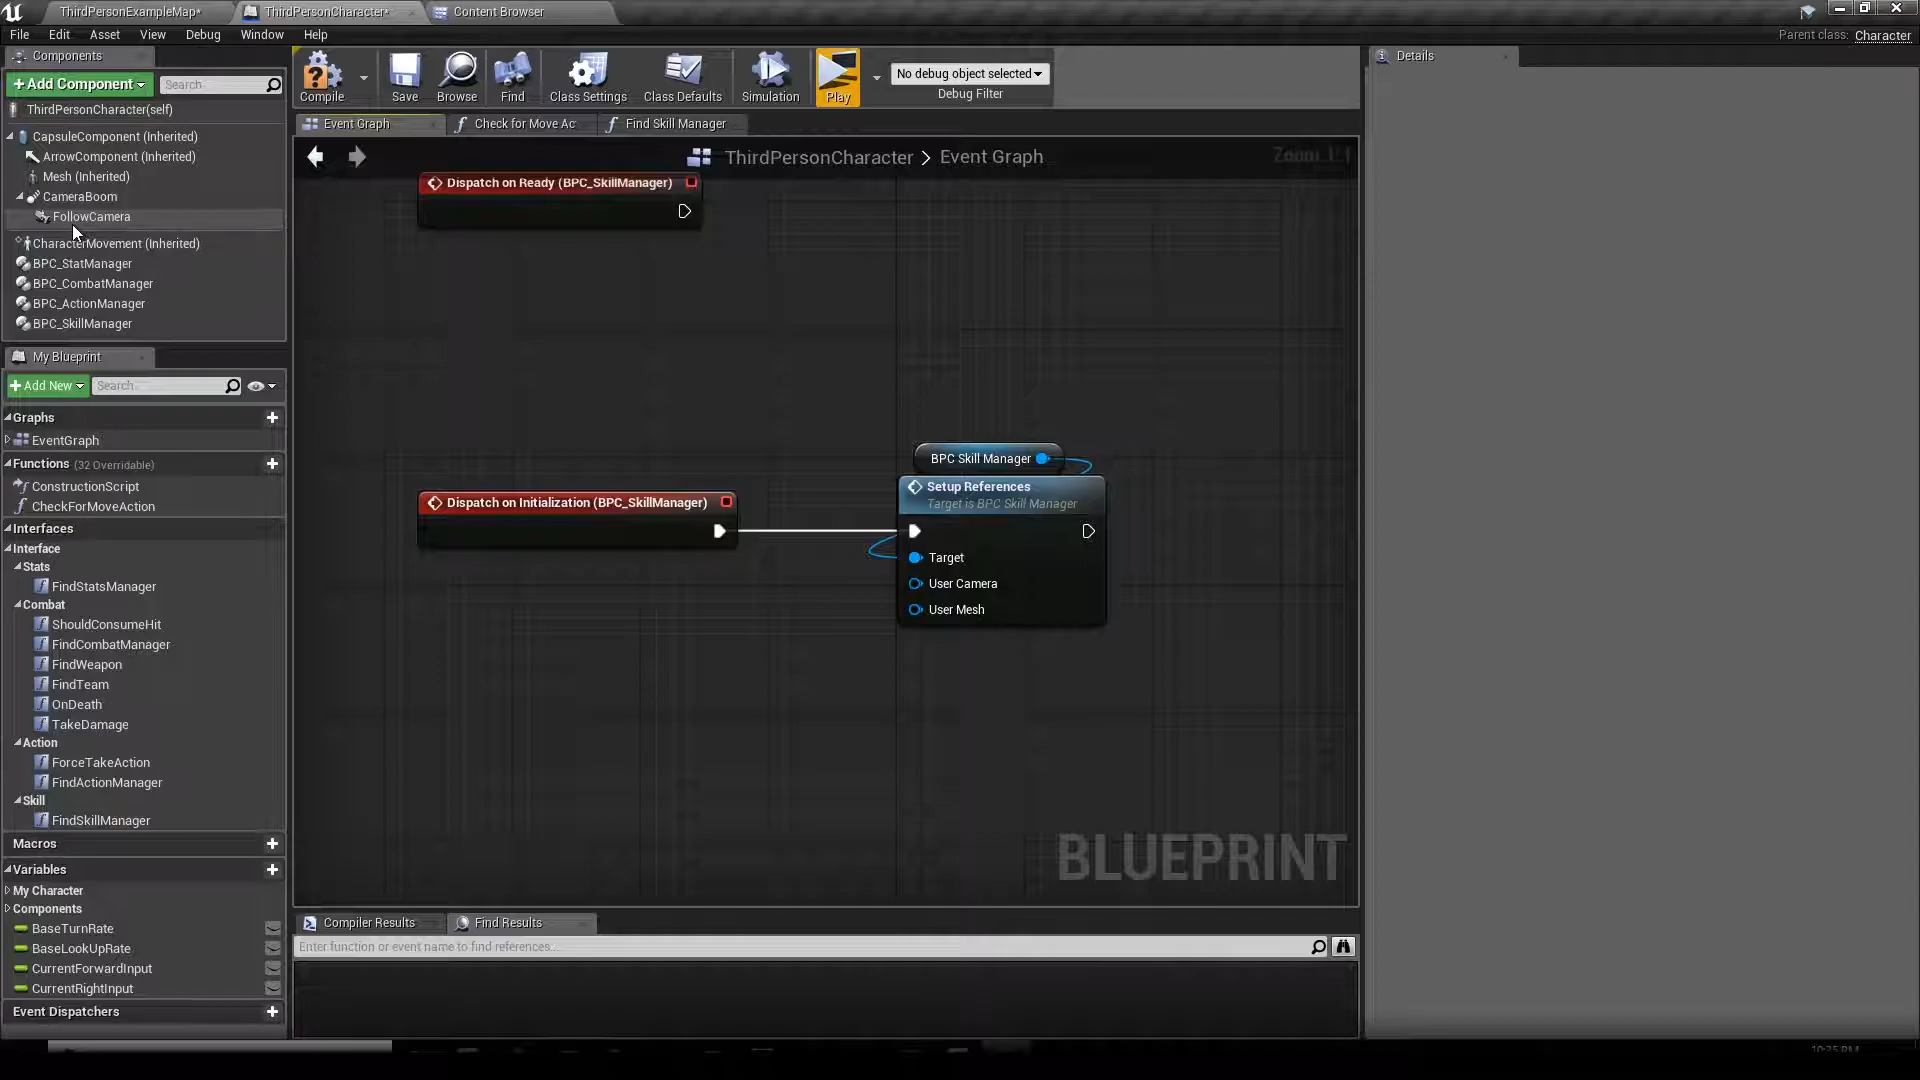 ThirdPersonExampleMap*
ThirdPersonCharacter*
Content Browser
File Edit Asset View Debug Window Help
Parent class: Character
Components
+ Add Component
Search
ThirdPersonCharacter(self)
CapsuleComponent (Inherited)
ArrowComponent (Inherited)
Mesh (Inherited)
CameraBoom
FollowCamera
CharacterMovement (Inherited)
BPC_StatManager
BPC_CombatManager
BPC_ActionManager
BPC_SkillManager
My Blueprint
+ Add New
Search
Graphs
EventGraph
Functions (32 Overridable)
ConstructionScript
CheckForMoveAction
Interfaces
Interface
Stats
FindStatsManager
Combat
ShouldConsumeHit
FindCombatManager
FindWeapon
FindTeam
OnDeath
TakeDamage
Action
ForceTakeAction
FindActionManager
Skill
FindSkillManager
Macros
Variables
My Character
Components
BaseTurnRate
BaseLookUpRate
CurrentForwardInput
CurrentRightInput
Event Dispatchers
Compile
Save
Browse
Find
Class Settings
Class Defaults
Simulation
Play
No debug object selected
Debug Filter
Event Graph
Check for Move Ac
Find Skill Manager
ThirdPersonCharacter > Event Graph
Zoom 1:1
Dispatch on Ready (BPC_SkillManager)
Dispatch on Initialization (BPC_SkillManager)
BPC Skill Manager
Setup References
Target is BPC Skill Manager
Target
User Camera
User Mesh
BLUEPRINT
Compiler Results
Find Results
Enter function or event name to find references...
Details
10:35 PM